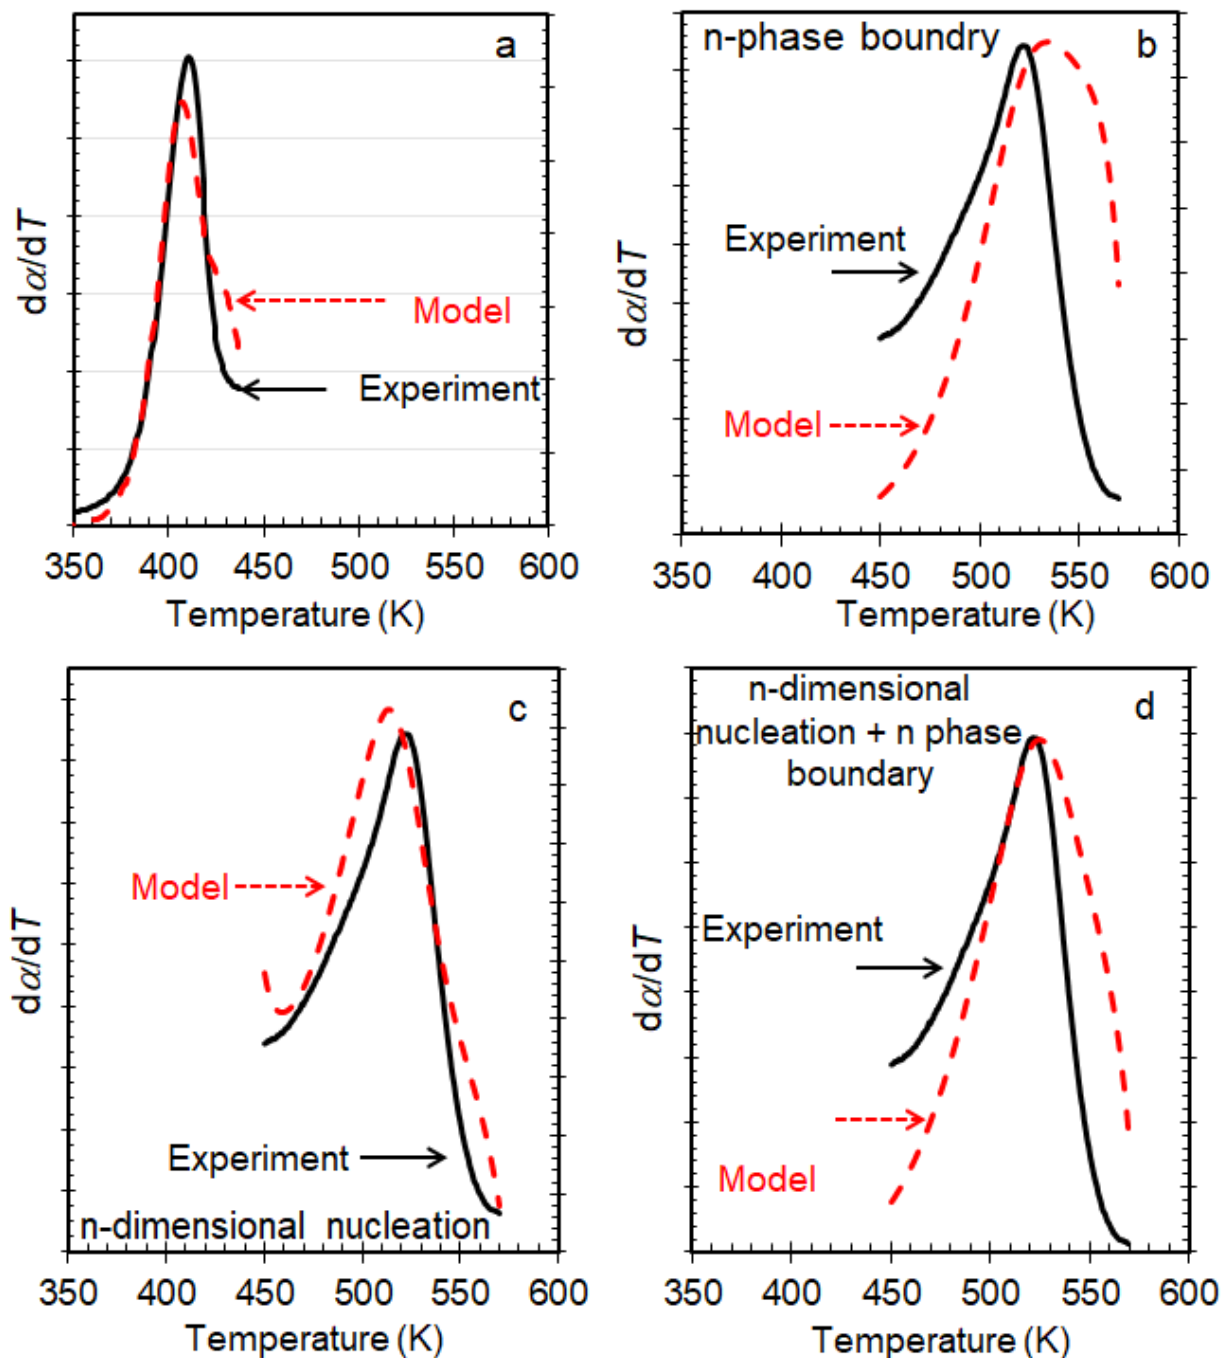 a
dα/dT
Model
Experiment
350 400 450 500 550 600
Temperature (K)
n-phase boundry
b
dα/dT
Experiment
Model
350 400 450 500 550 600
Temperature (K)
c
dα/dT
Model
Experiment
n-dimensional nucleation
350 400 450 500 550 600
Temperature (K)
n-dimensional
nucleation + n phase
boundary
d
dα/dT
Experiment
Model
350 400 450 500 550 600
Temperature (K)